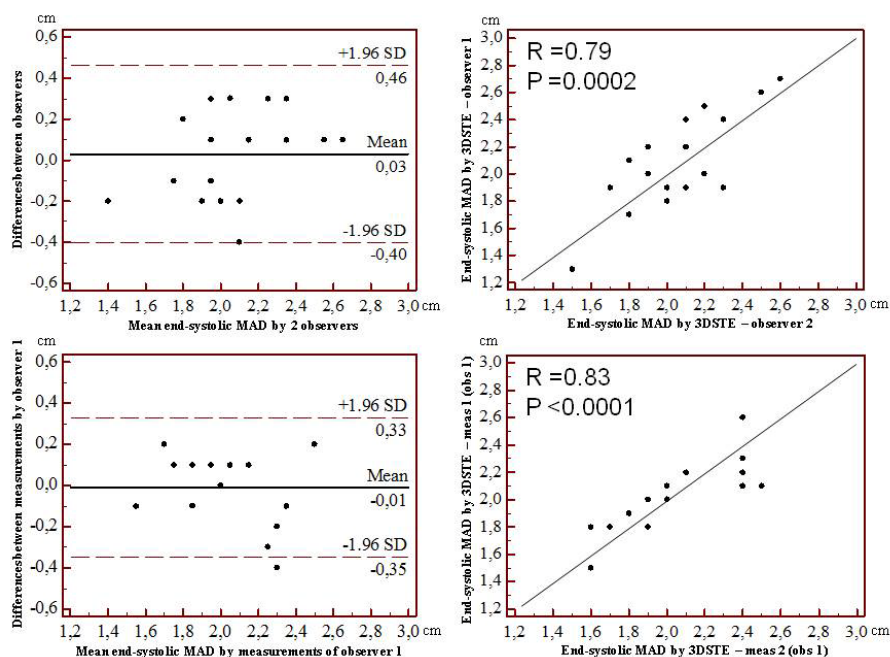 cm
0,6
0,4
0,2
0,0
-0,2
-0,4
-0,6
Differencesbetween observers
+1.96 SD
0,46
Mean
0,03
-1.96 SD
-0,40
1,2 1,4 1,6 1,8 2,0 2,2 2,4 2,6 2,8 3,0 cm
Mean end-systolic MAD by 2 observers
cm
3,0
2,8
2,6
2,4
2,2
2,0
1,8
1,6
1,4
1,2
End-systolic MAD by 3DSTE – observer 1
R =0.79
P =0.0002
1,2 1,4 1,6 1,8 2,0 2,2 2,4 2,6 2,8 3,0 cm
End-systolic MAD by 3DSTE – observer 2
cm
0,6
0,4
0,2
0,0
-0,2
-0,4
-0,6
Differencesbetween measurements by observer 1
+1.96 SD
0,33
Mean
-0,01
-1.96 SD
-0,35
1,2 1,4 1,6 1,8 2,0 2,2 2,4 2,6 2,8 3,0 cm
Mean end-systolic MAD by measurements of observer 1
cm
3,0
2,8
2,6
2,4
2,2
2,0
1,8
1,6
1,4
1,2
End-systolic MAD by 3DSTE – meas 1 (obs 1)
R =0.83
P <0.0001
1,2 1,4 1,6 1,8 2,0 2,2 2,4 2,6 2,8 3,0 cm
End-systolic MAD by 3DSTE – meas 2 (obs 1)